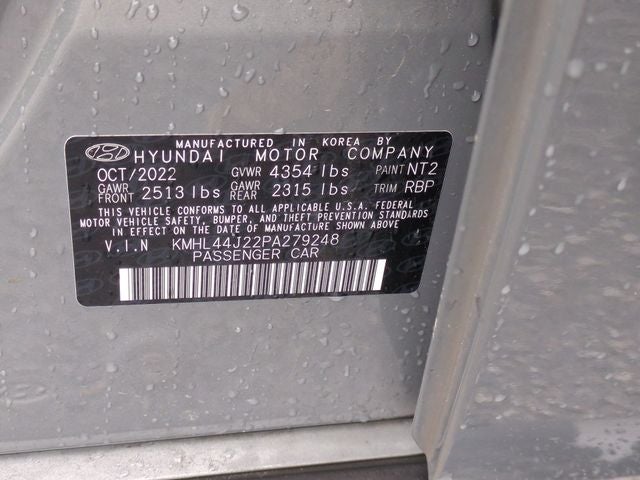 MANUFACTURED IN KOREA BY
HYUNDAI MOTOR COMPANY
OCT/2022 GVWR 4354 lbs PAINT NT2
GAWR FRONT 2513 lbs GAWR REAR 2315 lbs TRIM RBP
THIS VEHICLE CONFORMS TO ALL APPLICABLE U.S.A. FEDERAL
MOTOR VEHICLE SAFETY, BUMPER, AND THEFT PREVENTION STANDARDS
IN EFFECT ON THE DATE OF MANUFACTURE SHOWN ABOVE
V.I.N KMHL44J22PA279248
PASSENGER CAR